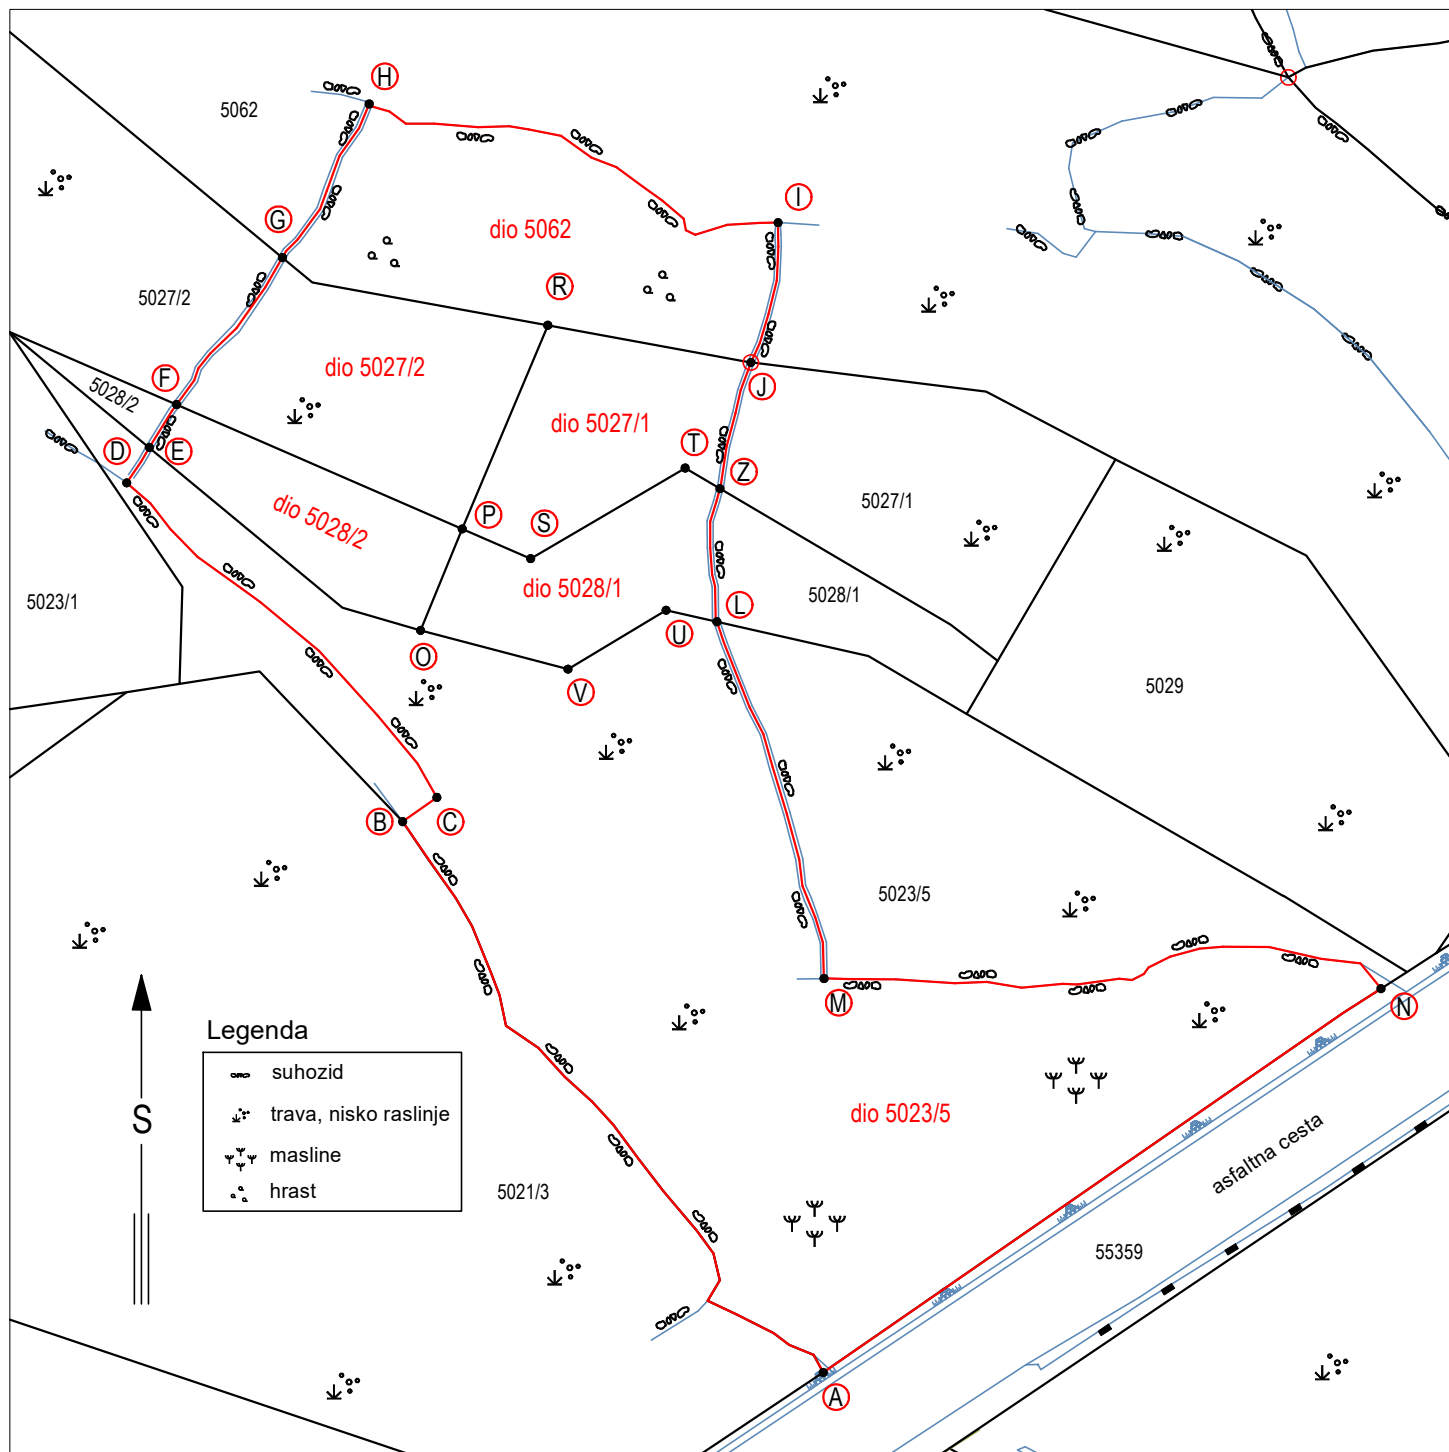 H
5062
I
G
dio 5062
R
5027/2
F
dio 5027/2
J
5028/2
dio 5027/1
D
E
T
Z
5027/1
dio 5028/2
P
S
5023/1
dio 5028/1
5028/1
L
U
O
V
5029
B
C
5023/5
M
N
Legenda
suhozid
trava, nisko raslinje
masline
hrast
S
dio 5023/5
asfaltna cesta
5021/3
55359
A